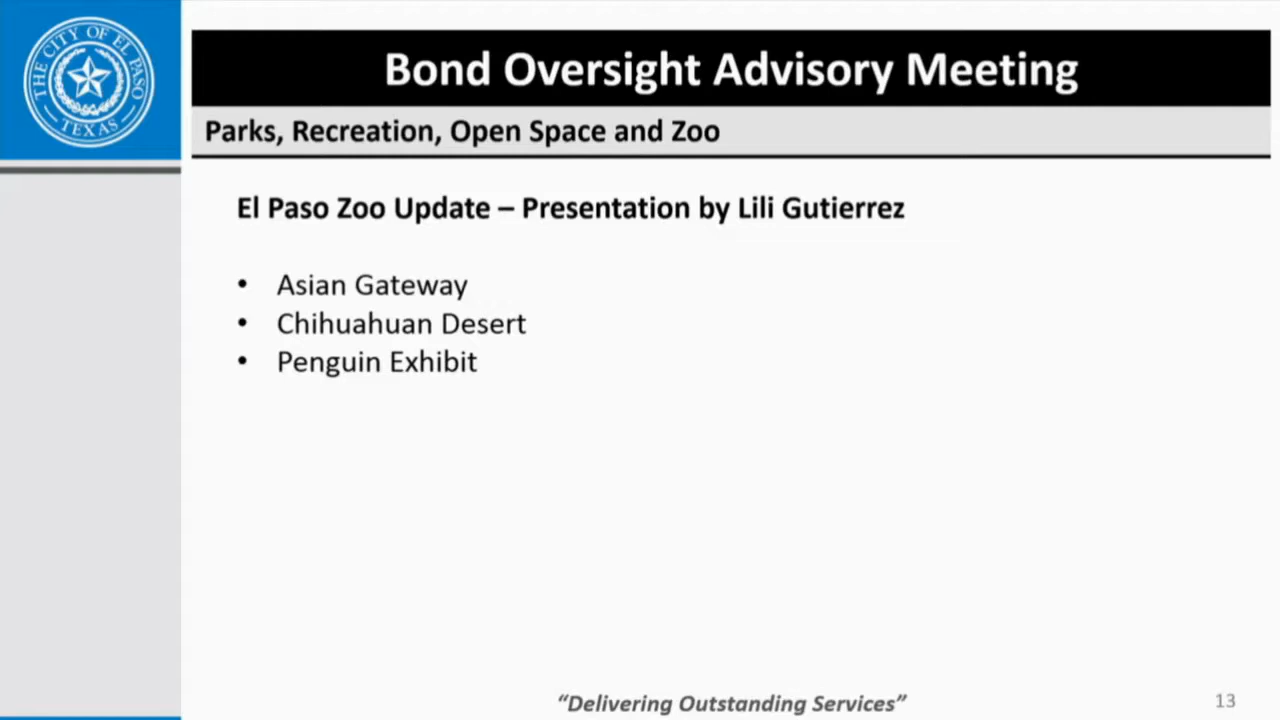 THE CITY OF EL PASO
TEXAS
Bond Oversight Advisory Meeting
Parks, Recreation, Open Space and Zoo
El Paso Zoo Update – Presentation by Lili Gutierrez
• Asian Gateway
• Chihuahuan Desert
• Penguin Exhibit
“Delivering Outstanding Services”
13